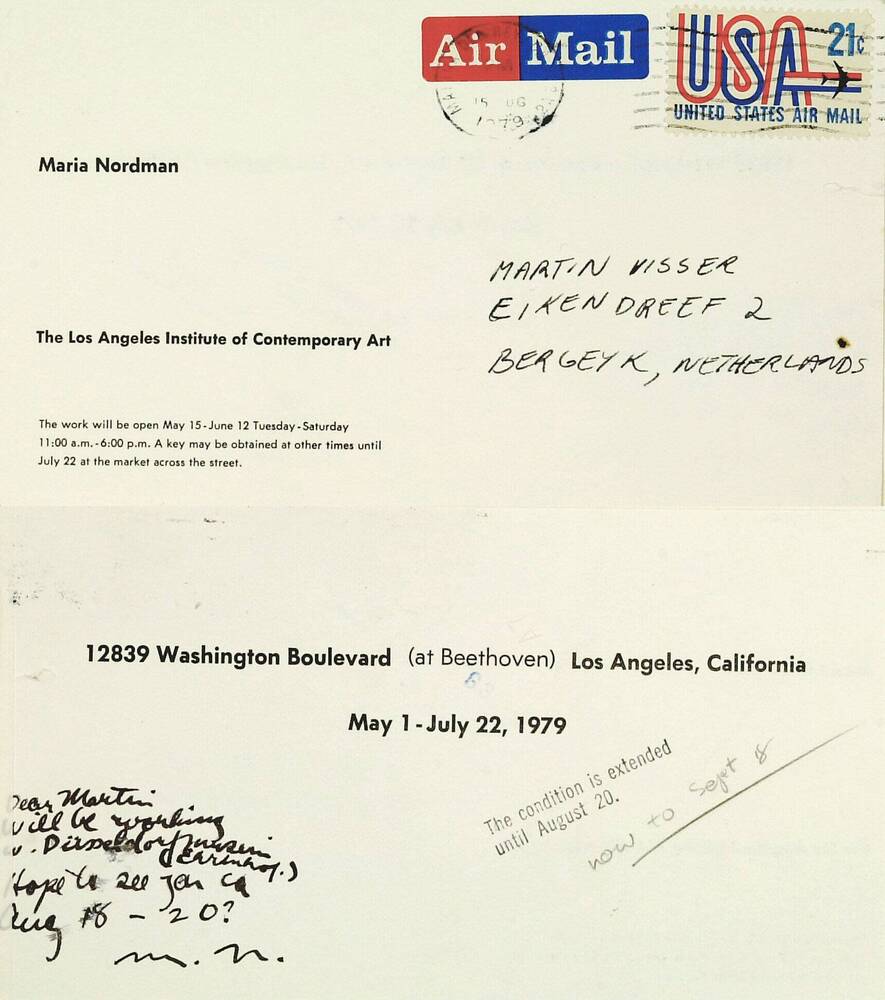 Air Mail
USA 21c
UNITED STATES AIR MAIL
1979
Maria Nordman
MARTIN VISSER
EIKENDREEF 2
BERGEYK, NETHERLANDS
The Los Angeles Institute of Contemporary Art
The work will be open May 15-June 12 Tuesday-Saturday
11:00 a.m.-6:00 p.m. A key may be obtained at other times until
July 22 at the market across the street.
12839 Washington Boulevard (at Beethoven) Los Angeles, California
May 1-July 22, 1979
The condition is extended
until August 20.
now to Sept 18
Dear Martin
will be working
Düsseldorf
Hope to see you ca
Aug 18 - 20?
M. N.